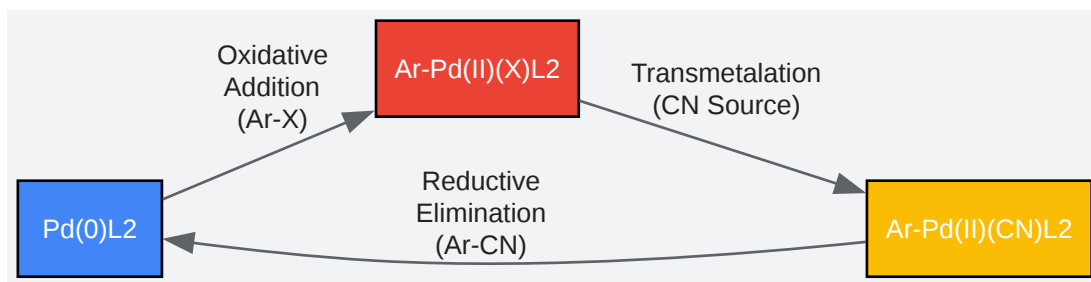 Oxidative
Addition
(Ar-X)
Ar-Pd(II)(X)L2
Transmetalation
(CN Source)
Pd(0)L2
Reductive
Elimination
(Ar-CN)
Ar-Pd(II)(CN)L2